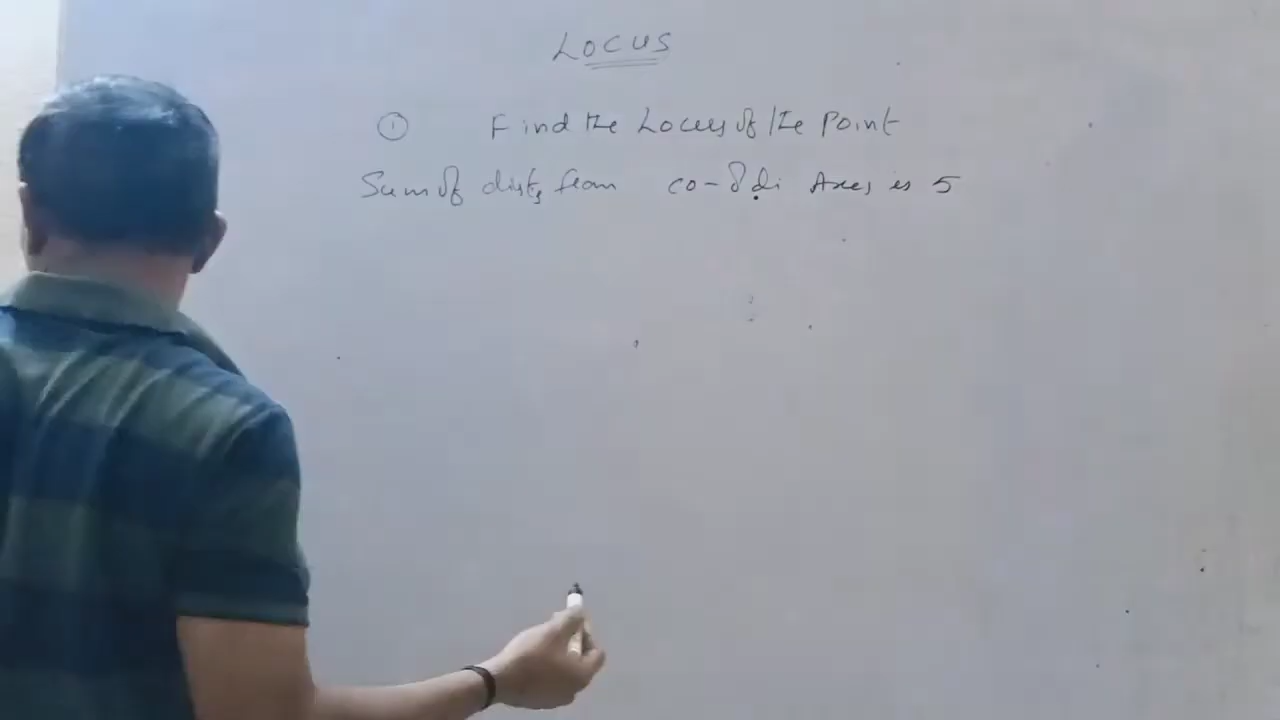 LOCUS
① Find the Locus of the point
Sum of dists from co-ordi Axes is 5